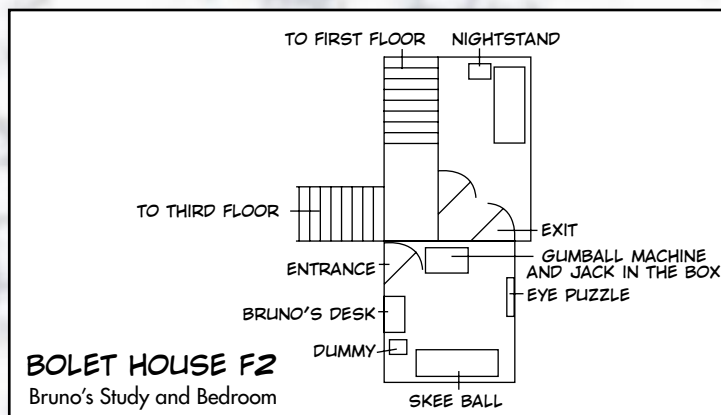 TO FIRST FLOOR
NIGHTSTAND
TO THIRD FLOOR
EXIT
ENTRANCE
GUMBALL MACHINE
AND JACK IN THE BOX
EYE PUZZLE
BRUNO'S DESK
DUMMY
SKEE BALL
BOLET HOUSE F2
Bruno's Study and Bedroom